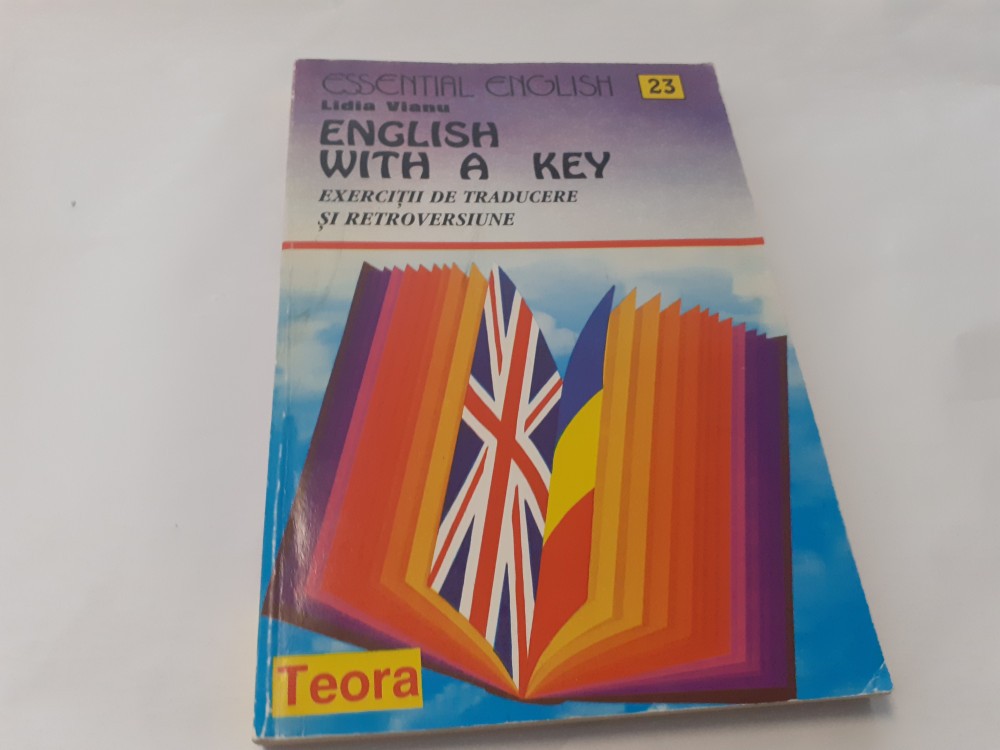 ESSENTIAL ENGLISH 23
Lidia Vianu
ENGLISH
WITH A KEY
EXERCIȚII DE TRADUCERE
ȘI RETROVERSIUNE
Teora